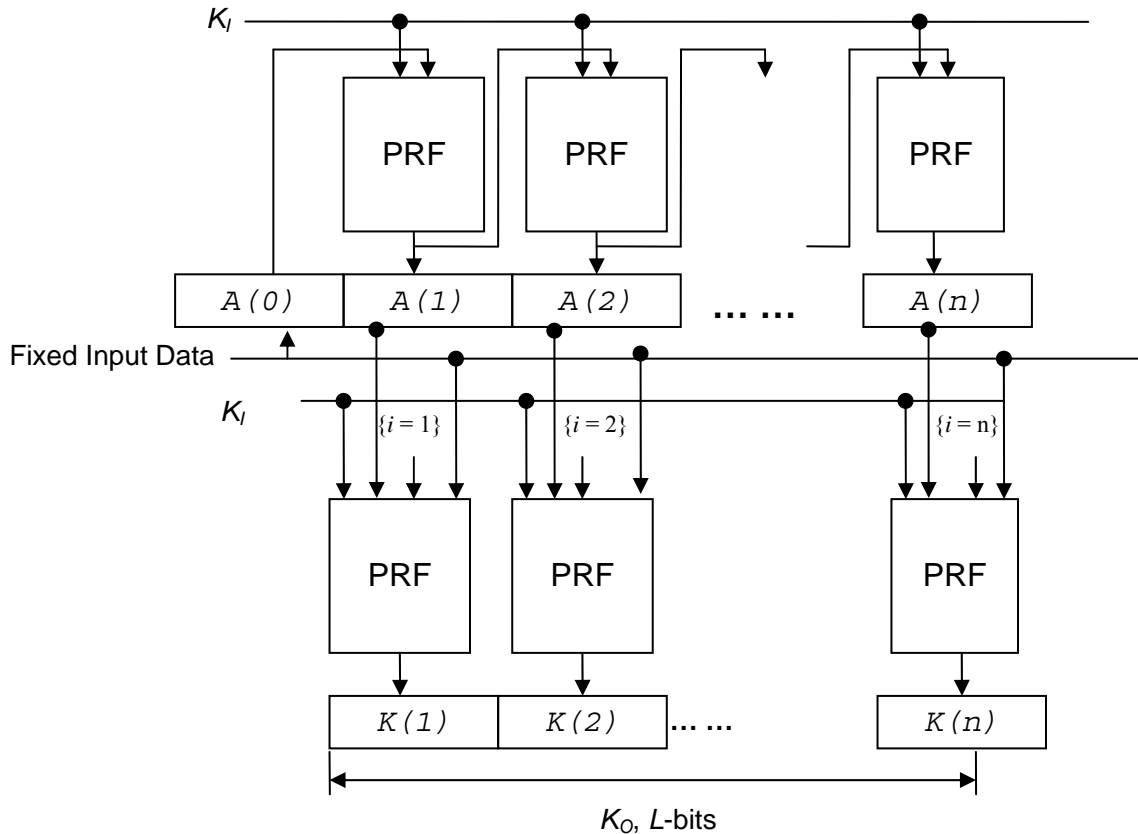 K_I
PRF PRF PRF
A(0) A(1) A(2) ... ... A(n)
Fixed Input Data
K_I
{i = 1} {i = 2} {i = n}
PRF PRF PRF
K(1) K(2) ... ... K(n)
K_O, L-bits